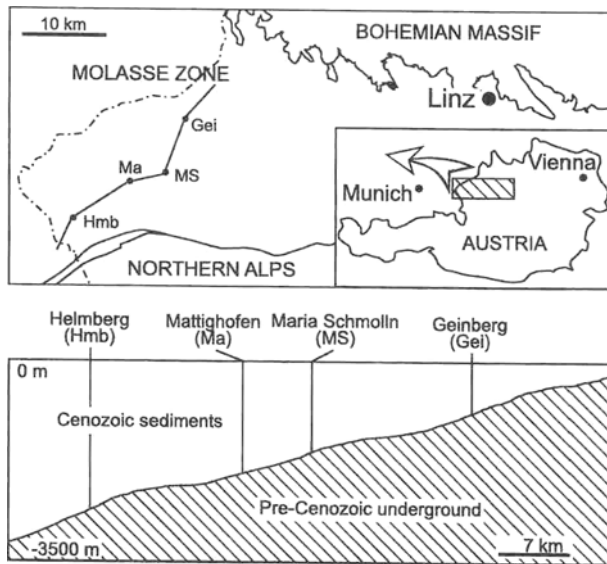 10 km
BOHEMIAN MASSIF
MOLASSE ZONE
Linz
Gei
Ma
MS
Hmb
Vienna
Munich
AUSTRIA
NORTHERN ALPS
Helmberg
(Hmb)
Mattighofen
(Ma)
Maria Schmolln
(MS)
Geinberg
(Gei)
0 m
Cenozoic sediments
Pre-Cenozoic underground
-3500 m
7 km